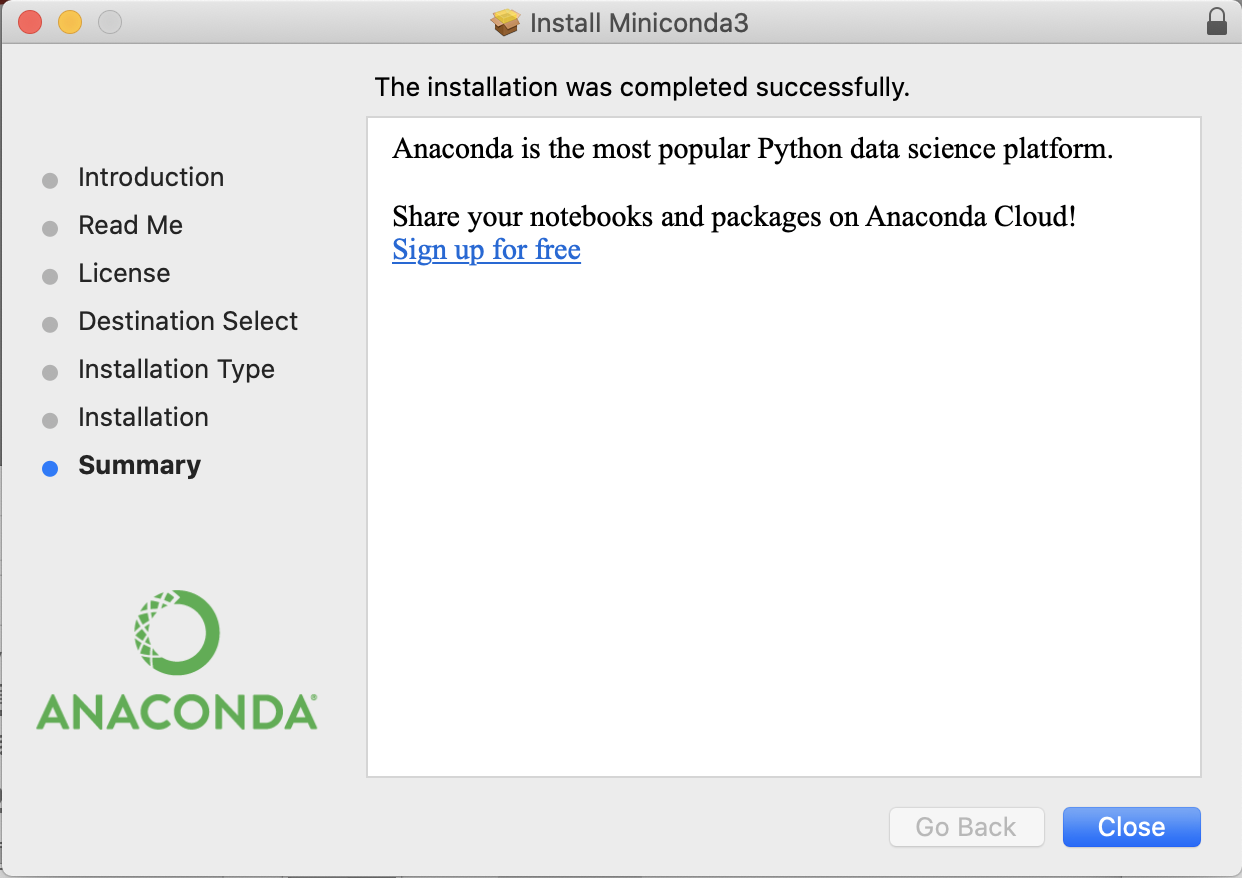 Install Miniconda3
The installation was completed successfully.
Introduction
Read Me
License
Destination Select
Installation Type
Installation
Summary
Anaconda is the most popular Python data science platform.
Share your notebooks and packages on Anaconda Cloud!
Sign up for free
ANACONDA®
Go Back
Close